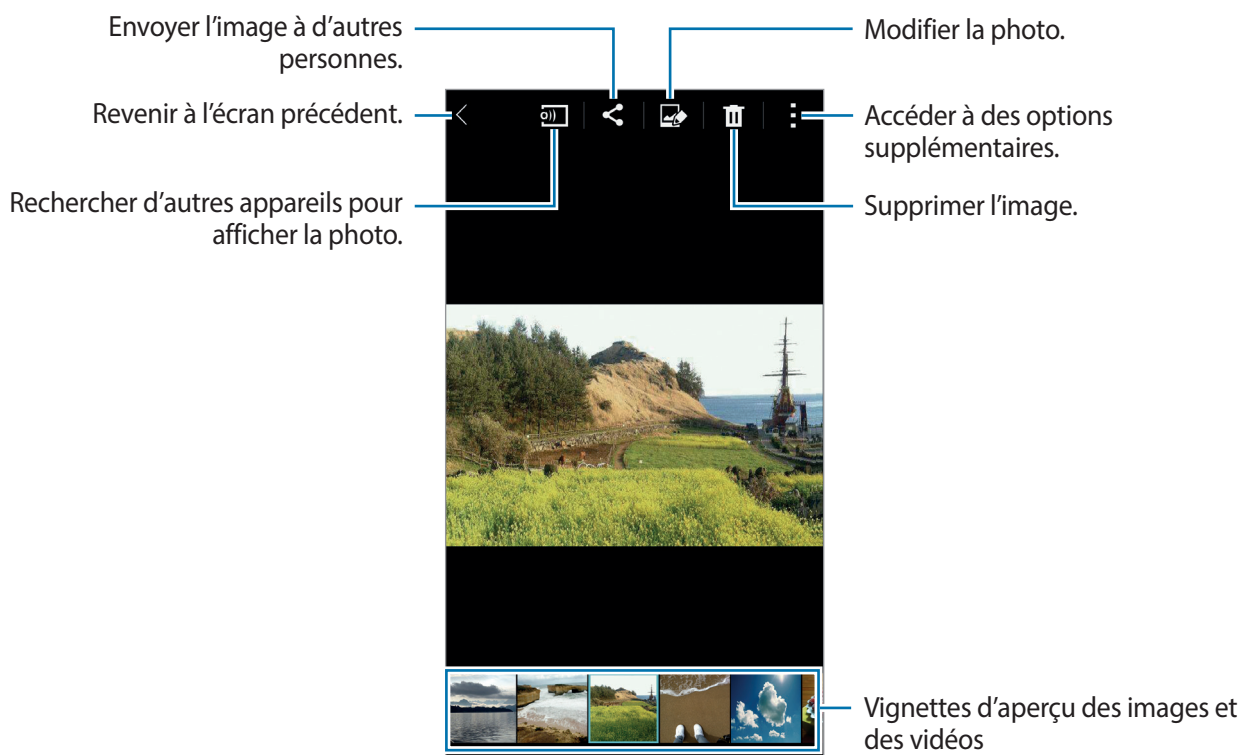 Envoyer l’image à d’autres
personnes.
Modifier la photo.
Revenir à l’écran précédent.
Accéder à des options
supplémentaires.
Rechercher d’autres appareils pour
afficher la photo.
Supprimer l’image.
Vignettes d’aperçu des images et
des vidéos